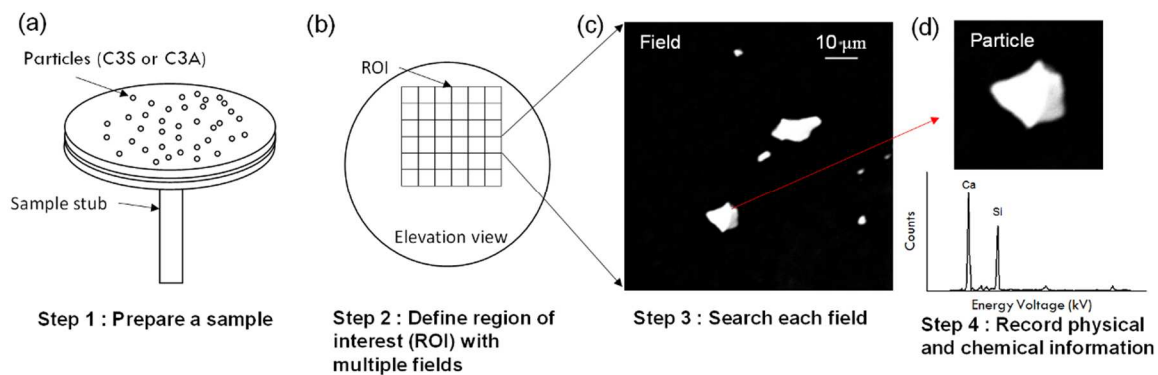 (a)
Particles (C3S or C3A)
Sample stub
Step 1 : Prepare a sample
(b)
ROI
Elevation view
Step 2 : Define region of
interest (ROI) with
multiple fields
(c)
Field
10 µm
Step 3 : Search each field
(d)
Particle
Ca
Si
Counts
Energy Voltage (kV)
Step 4 : Record physical
and chemical information